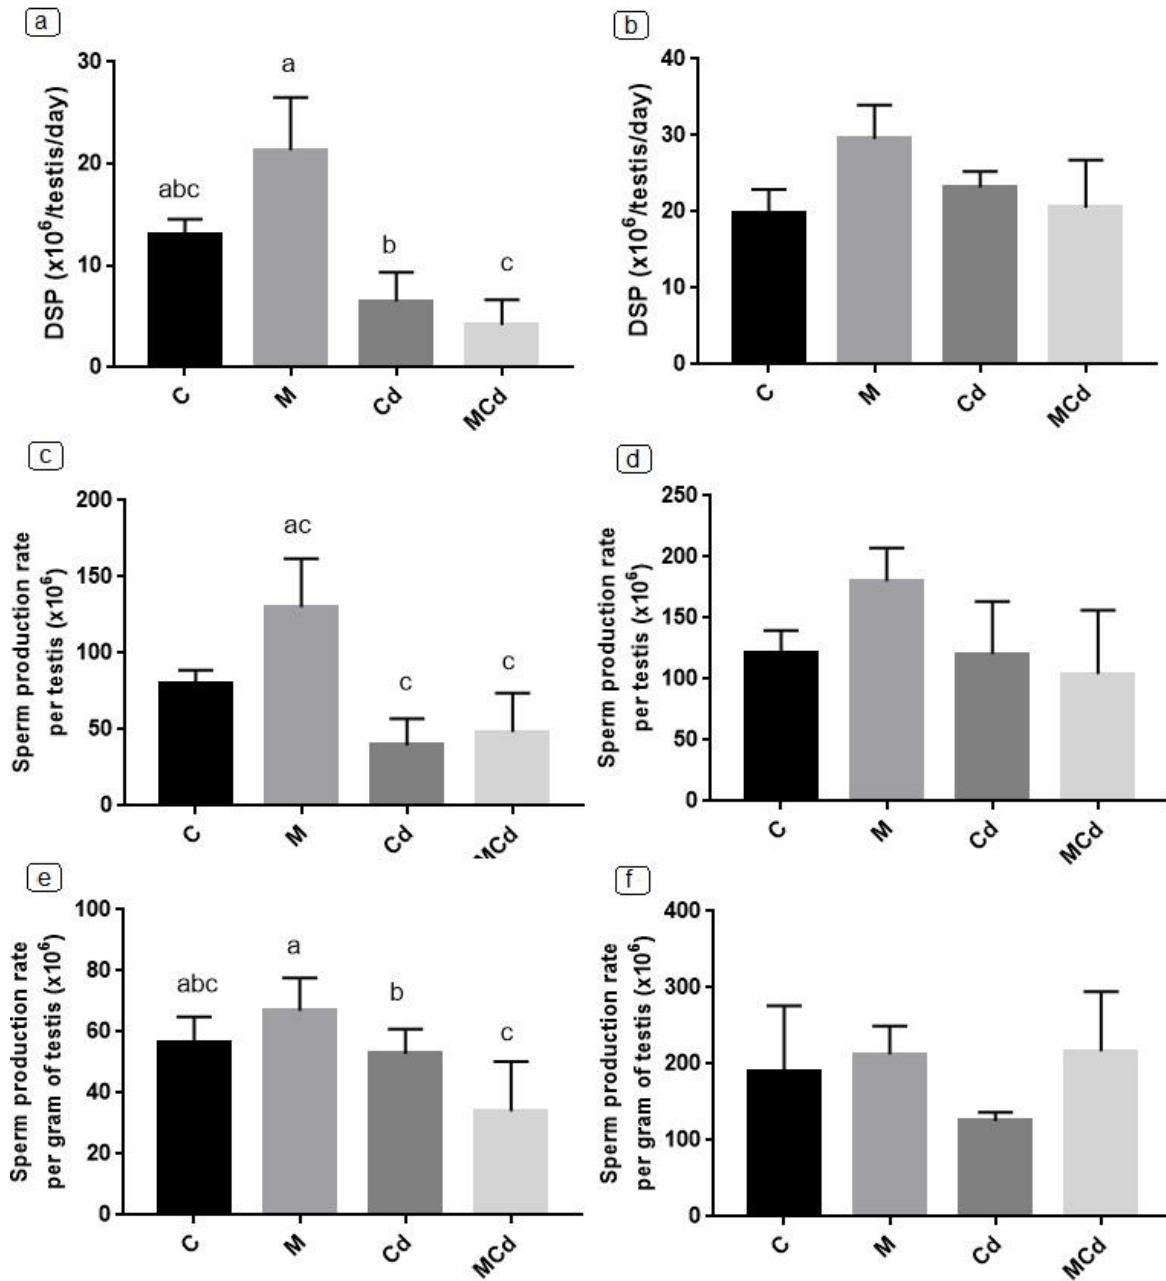 a
DSP (x10⁶/testis/day)
30
20
10
0
abc
a
b
c
C
M
Cd
MCd
b
DSP (x10⁶/testis/day)
40
30
20
10
0
C
M
Cd
MCd
c
Sperm production rate
per testis (x10⁶)
200
150
100
50
0
ac
c
c
C
M
Cd
MCd
d
Sperm production rate
per testis (x10⁶)
250
200
150
100
50
0
C
M
Cd
MCd
e
Sperm production rate
per gram of testis (x10⁶)
100
80
60
40
20
0
abc
a
b
c
C
M
Cd
MCd
f
Sperm production rate
per gram of testis (x10⁶)
400
300
200
100
0
C
M
Cd
MCd